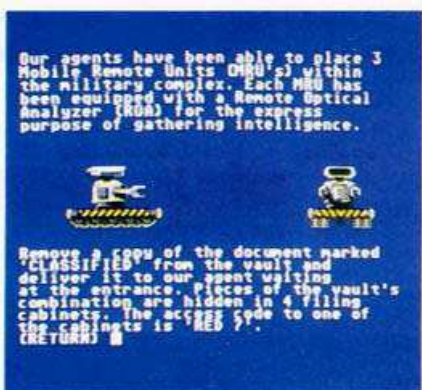 Our agents have been able to place 3
Mobile Remote Units (MRU's) within
the military complex. Each MRU has
been equipped with a Remote Optical
Analyzer (ROA) for the express
purpose of gathering intelligence.
Remove a copy of the document marked
'CLASSIFIED' from the vault and
deliver it to our agent waiting
at the entrance. Pieces of the vault's
combination are hidden in 4 filing
cabinets. The access code to one of
the cabinets is 'RED ?'.
(RETURN)